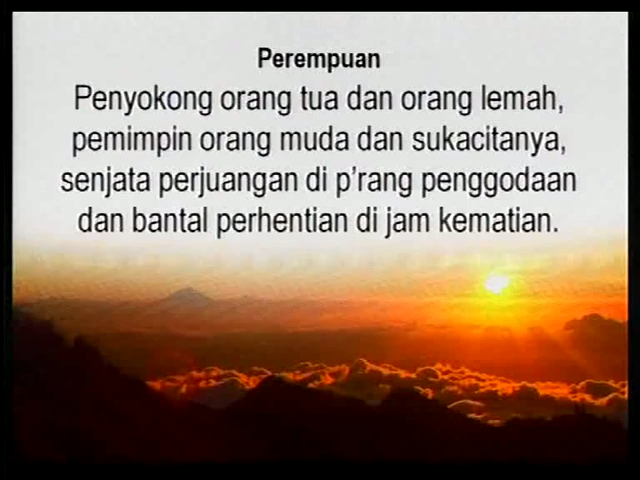 Perempuan
Penyokong orang tua dan orang lemah,
pemimpin orang muda dan sukacitanya,
senjata perjuangan di p'rang penggodaan
dan bantal perhentian di jam kematian.